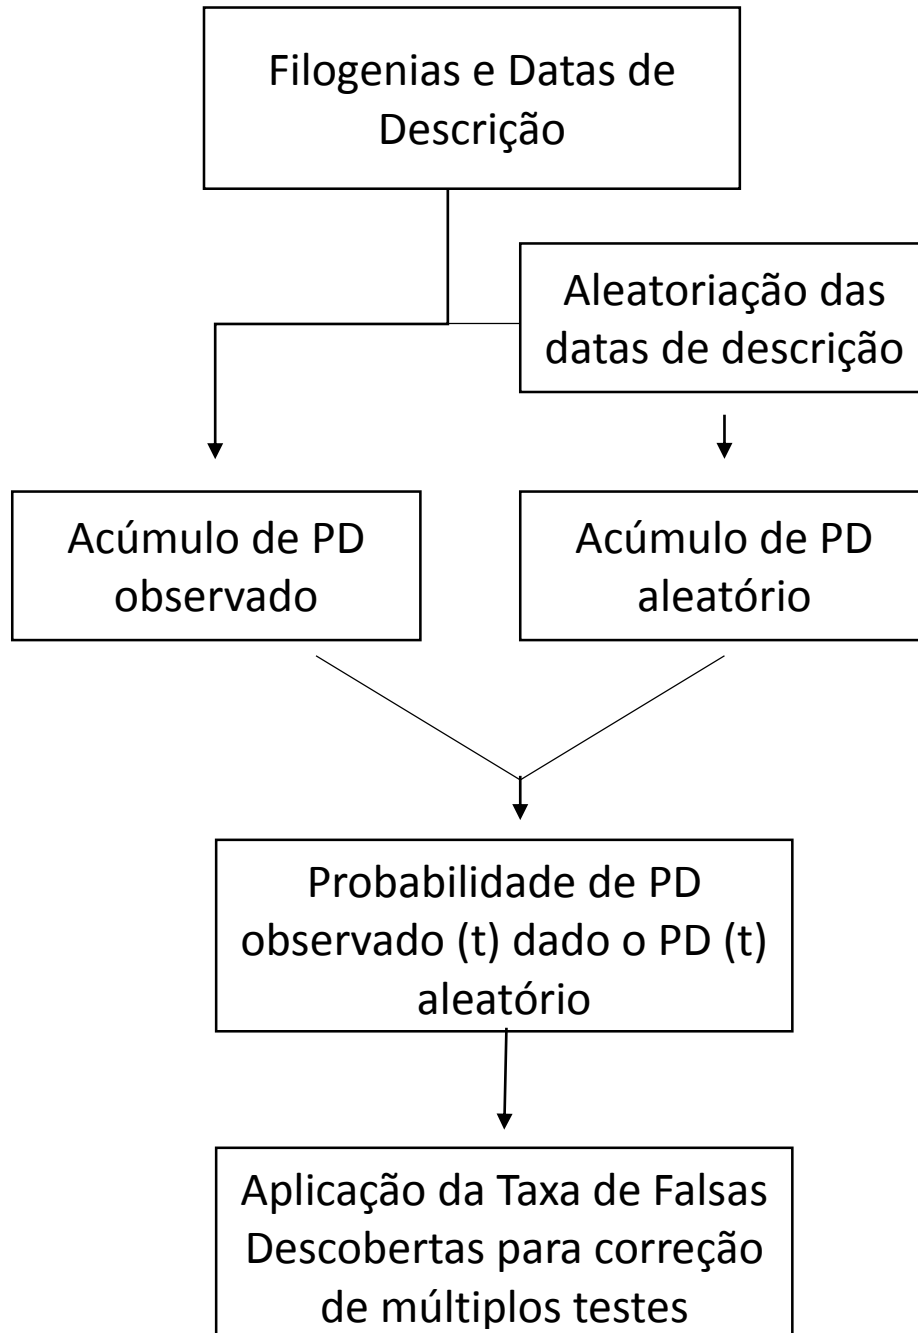 Filogenias e Datas de
Descrição
Aleatoriação das
datas de descrição
Acúmulo de PD
observado
Acúmulo de PD
aleatório
Probabilidade de PD
observado (t) dado o PD (t)
aleatório
Aplicação da Taxa de Falsas
Descobertas para correção
de múltiplos testes